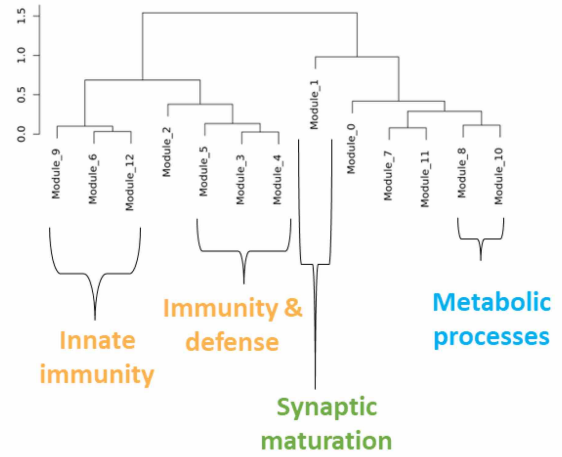 1.5
1.0
0.5
0.0
Module_9
Module_6
Module_12
Module_2
Module_5
Module_3
Module_4
Module_1
Module_0
Module_7
Module_11
Module_8
Module_10
Innate
immunity
Immunity &
defense
Synaptic
maturation
Metabolic
processes